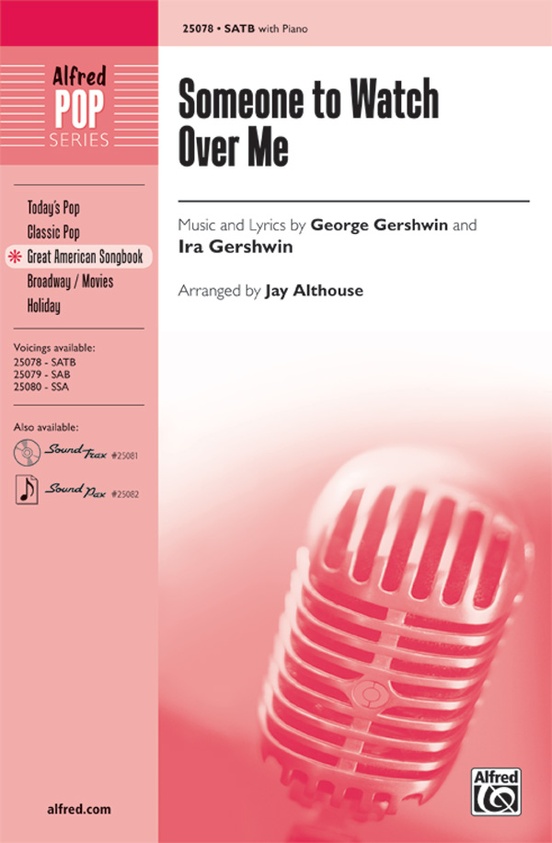 25078 • SATB with Piano
Alfred
POP
SERIES
Someone to Watch
Over Me
Music and Lyrics by George Gershwin and
Ira Gershwin
Arranged by Jay Althouse
Today's Pop
Classic Pop
Great American Songbook
Broadway / Movies
Holiday
Voicings available:
25078 - SATB
25079 - SAB
25080 - SSA
Also available:
SoundTrax #25081
SoundPax #25082
alfred.com
Alfred